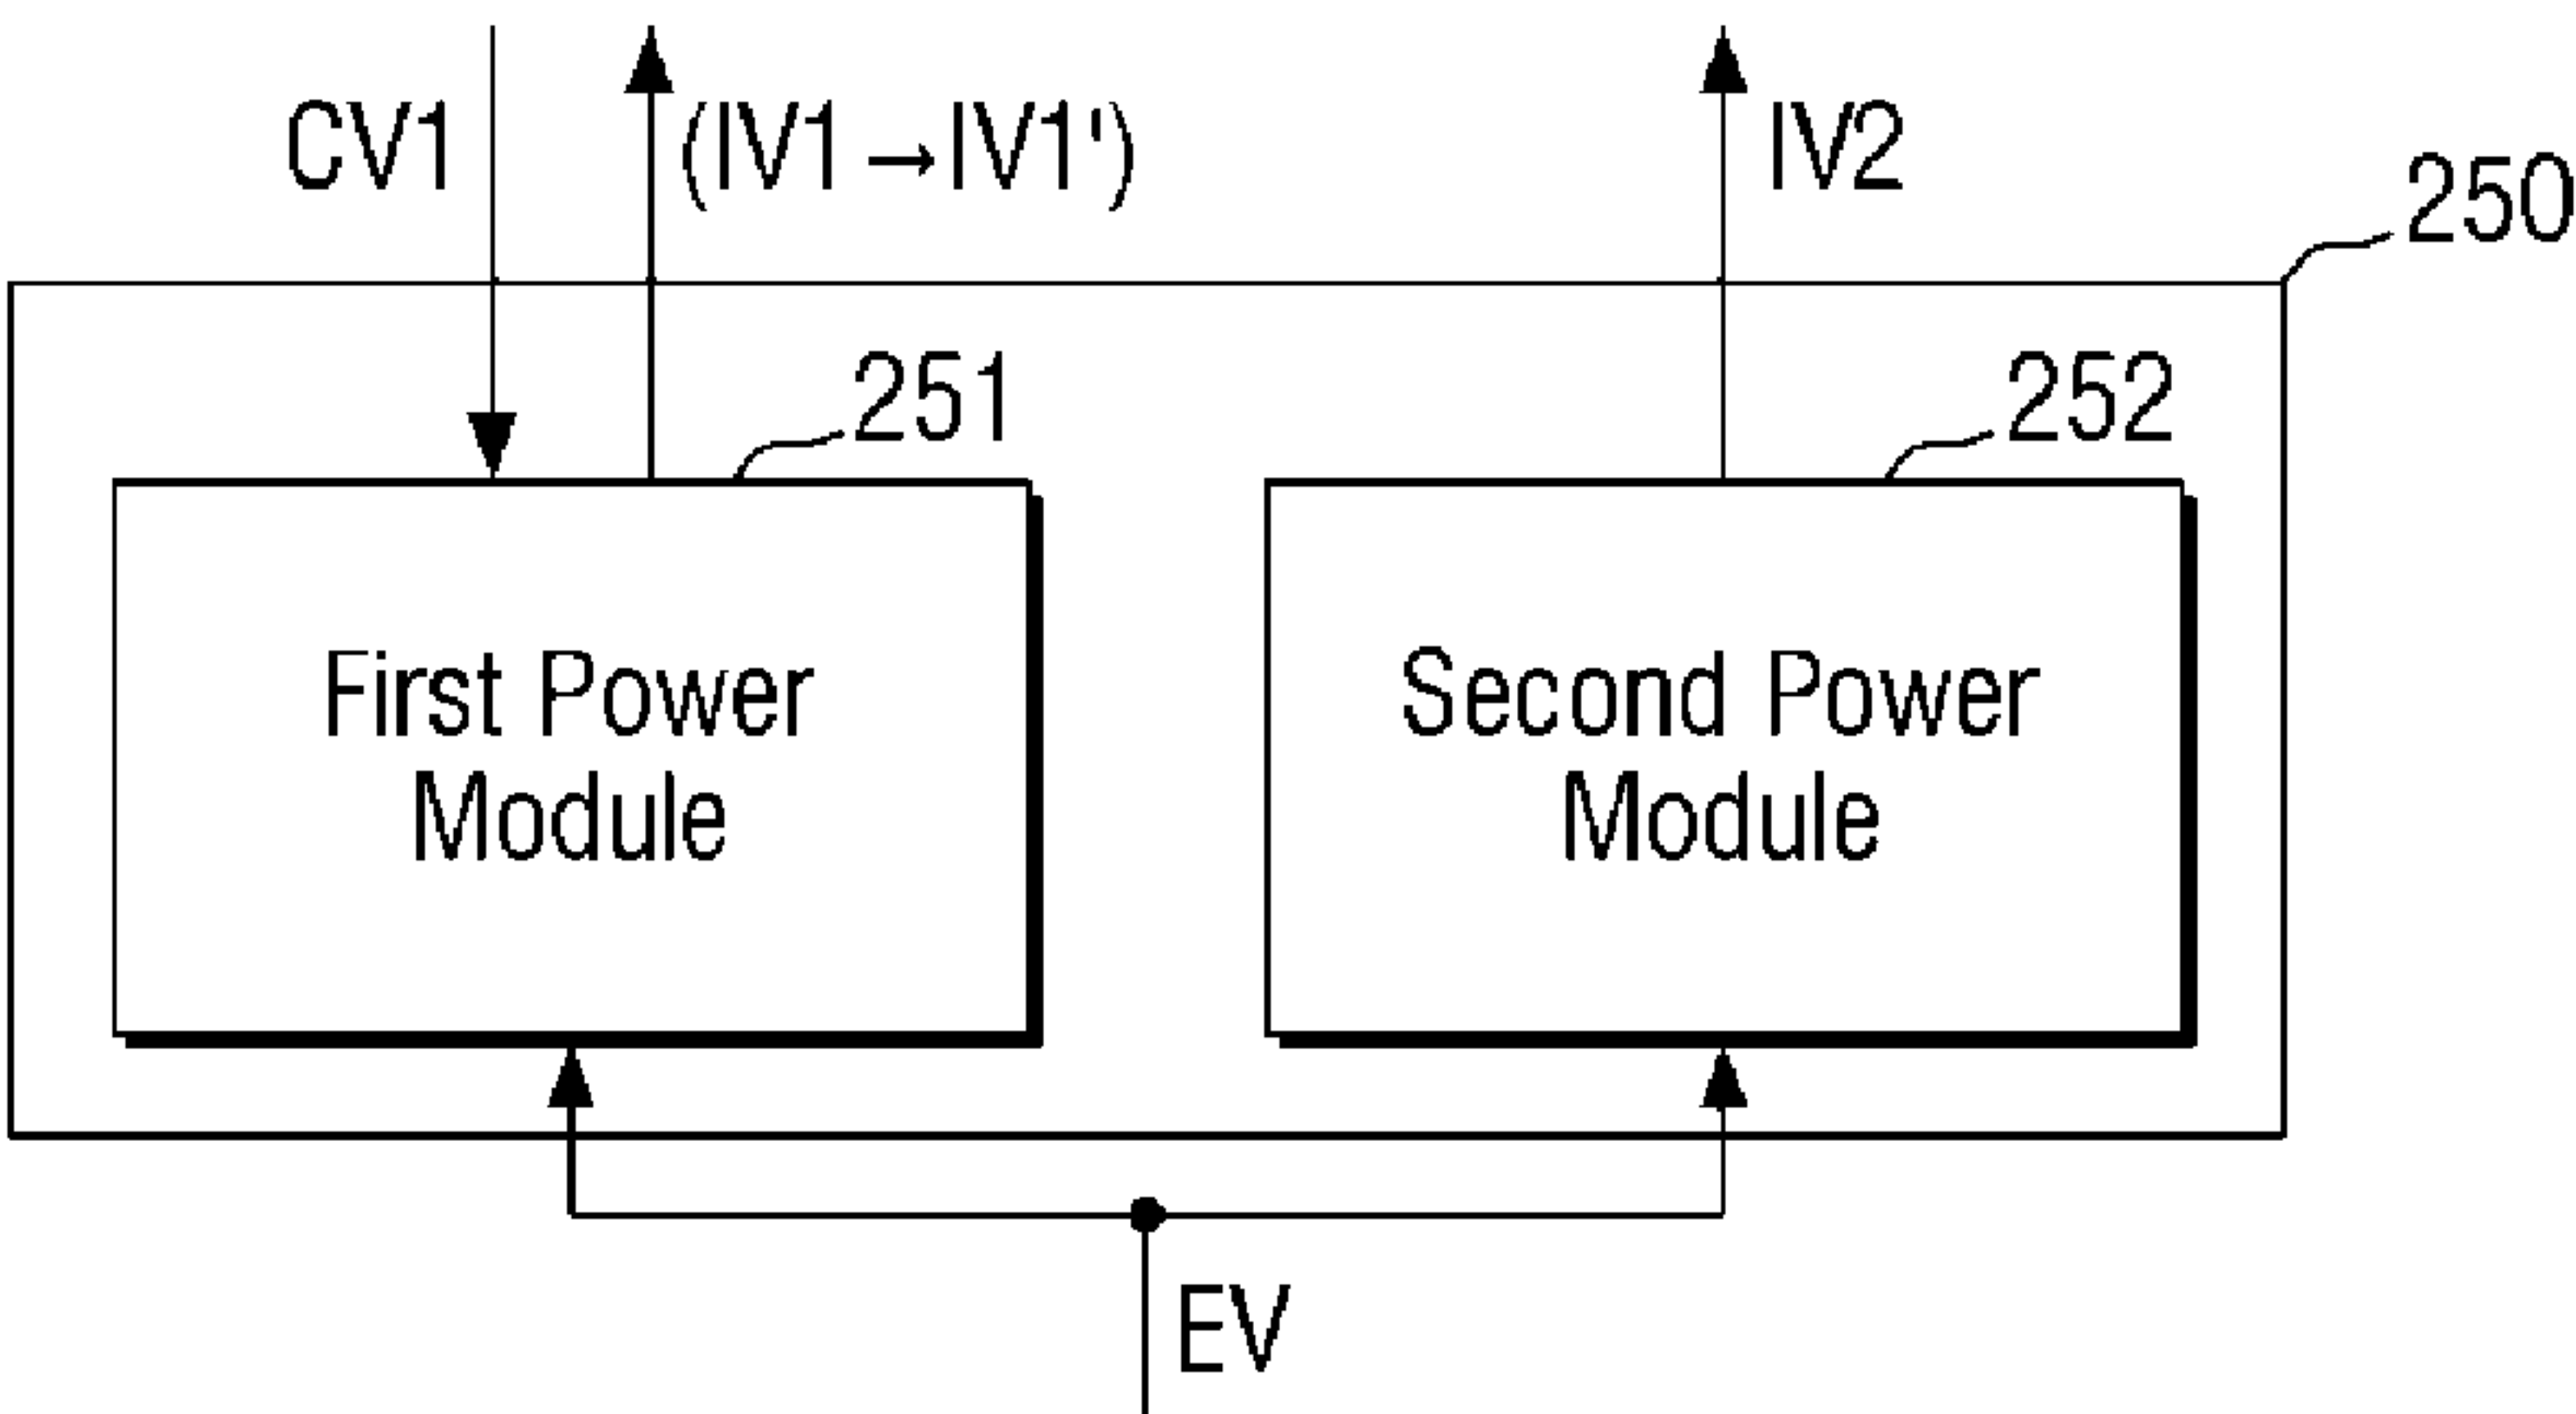 CV1
(IV1→IV1')
IV2
250
251
252
First Power
Module
Second Power
Module
EV